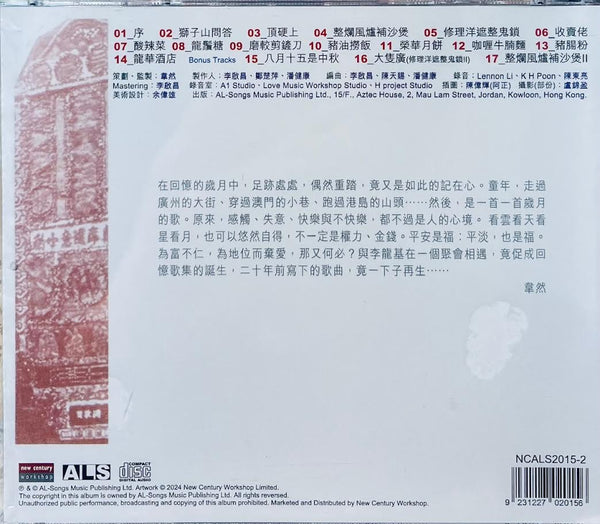 01_序 02_獅子山問答 03_頂硬上 04_整爛風爐補沙煲 05_修理洋遮整鬼鎖 06_收賣佬
07_酸辣菜 08_龍鬚糖 09_磨較剪鏟刀 10_豬油撈飯 11_榮華月餅 12_咖喱牛腩麵 13_豬腸粉
14_龍華酒店 Bonus Tracks 15_八月十五是中秋 16_大隻廣(修理洋遮整鬼鎖II) 17_整爛風爐補沙煲II
策劃、監製：韋然 製作人：李啟昌、鄭楚萍、潘健康 編曲：李啟昌、陳天賜、潘健康 錄音：Lennon Li、K H Poon、陳東亮
Mastering：李啟昌 錄音室：A1 Studio、Love Music Workshop Studio、H project Studio 插圖：陳偉輝(阿正) 攝影(部份)：盧錦盈
美術設計：余偉雄 出版：AL-Songs Music Publishing Ltd., 15/F., Aztec House, 2, Mau Lam Street, Jordan, Kowloon, Hong Kong.
在回憶的歲月中，足跡處處，偶然重踏，竟又是如此的記在心。童年，走過
廣州的大街、穿過澳門的小巷、跑過港島的山頭……然後，是一首一首歲月
的歌。原來，感觸、失意、快樂與不快樂，都不過是人的心境。看雲看天看
星看月，也可以悠然自得，不一定是權力、金錢。平安是福；平淡，也是福。
為富不仁，為地位而棄愛，那又何必？與李龍基在一個聚會相遇，竟促成回
憶歌集的誕生，二十年前寫下的歌曲，竟一下子再生……
韋然
new century
workshop
ALS
COMPACT
disc
DIGITAL AUDIO
NCALS2015-2
9 231227 020156
℗ & © AL-Songs Music Publishing Ltd. Artwork © 2024 New Century Workshop Limited.
The copyright in this album is owned by AL-Songs Music Publishing Ltd. All right reserved.
Unauthorized public performance, broadcasting and copying of this album prohibited. Marketed and Distributed by New Century Workshop.